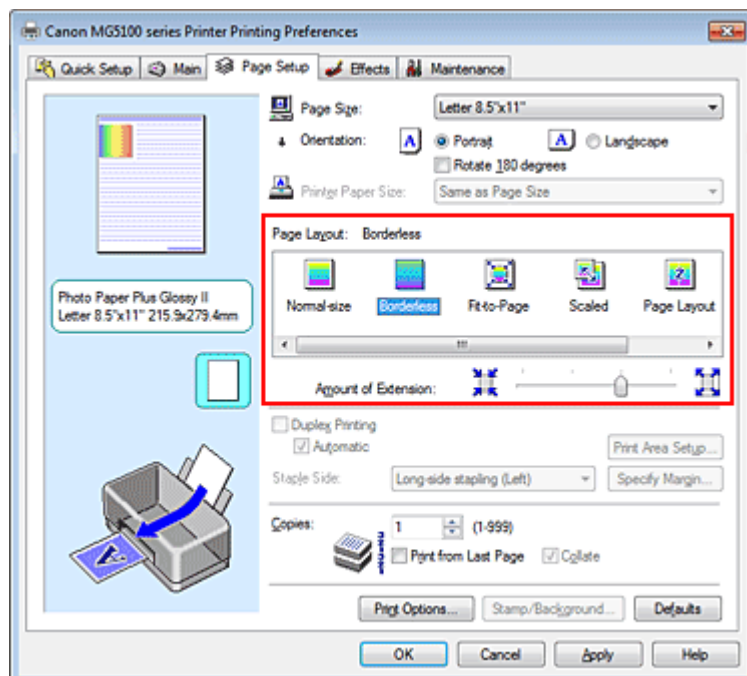 Canon MG5100 series Printer Printing Preferences
Quick Setup Main Page Setup Effects Maintenance
Page Size: Letter 8.5"x11"
Orientation: A Portrait A Landscape
Rotate 180 degrees
Printer Paper Size: Same as Page Size
Page Layout: Borderless
Normal-size Borderless Fit-to-Page Scaled Page Layout
Photo Paper Plus Glossy II
Letter 8.5"x11" 215.9x279.4mm
Amount of Extension:
Duplex Printing
Automatic
Print Area Setup...
Staple Side: Long-side stapling (Left) Specify Margin...
Copies: 1 (1-999)
Print from Last Page Collate
Print Options... Stamp/Background... Defaults
OK Cancel Apply Help